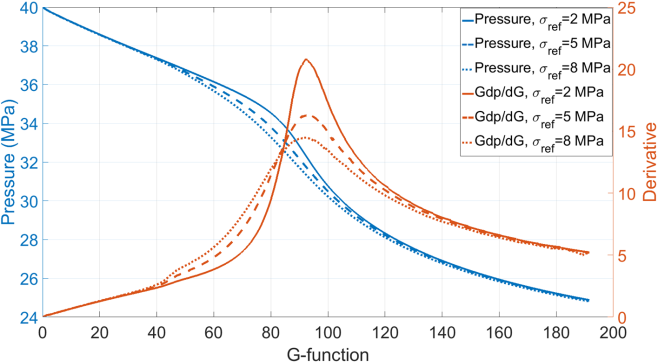 40
38
36
34
32
30
28
26
24
Pressure (MPa)
25
20
15
10
5
0
Derivative
Pressure, σref=2 MPa
Pressure, σref=5 MPa
Pressure, σref=8 MPa
Gdp/dG, σref=2 MPa
Gdp/dG, σref=5 MPa
Gdp/dG, σref=8 MPa
0 20 40 60 80 100 120 140 160 180 200
G-function